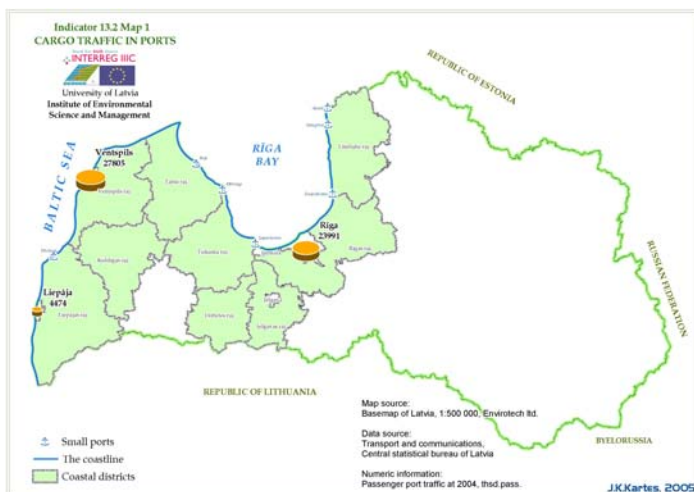 Indicator 13.2 Map 1
CARGO TRAFFIC IN PORTS
INTERREG IIIC
University of Latvia
Institute of Environmental
Science and Management
REPUBLIC OF ESTONIA
BALTIC SEA
RĪGA
BAY
Ventspils
27805
Rīga
23991
Liepāja
4474
RUSSIAN FEDERATION
REPUBLIC OF LITHUANIA
BYELORUSSIA
Small ports
The coastline
Coastal districts
Map source:
Basemap of Latvia, 1:500 000, Envirotech ltd.
Data source:
Transport and communications,
Central statistical bureau of Latvia
Numeric information:
Passenger port traffic at 2004, thsd.pass.
J.K.Kartes, 2005